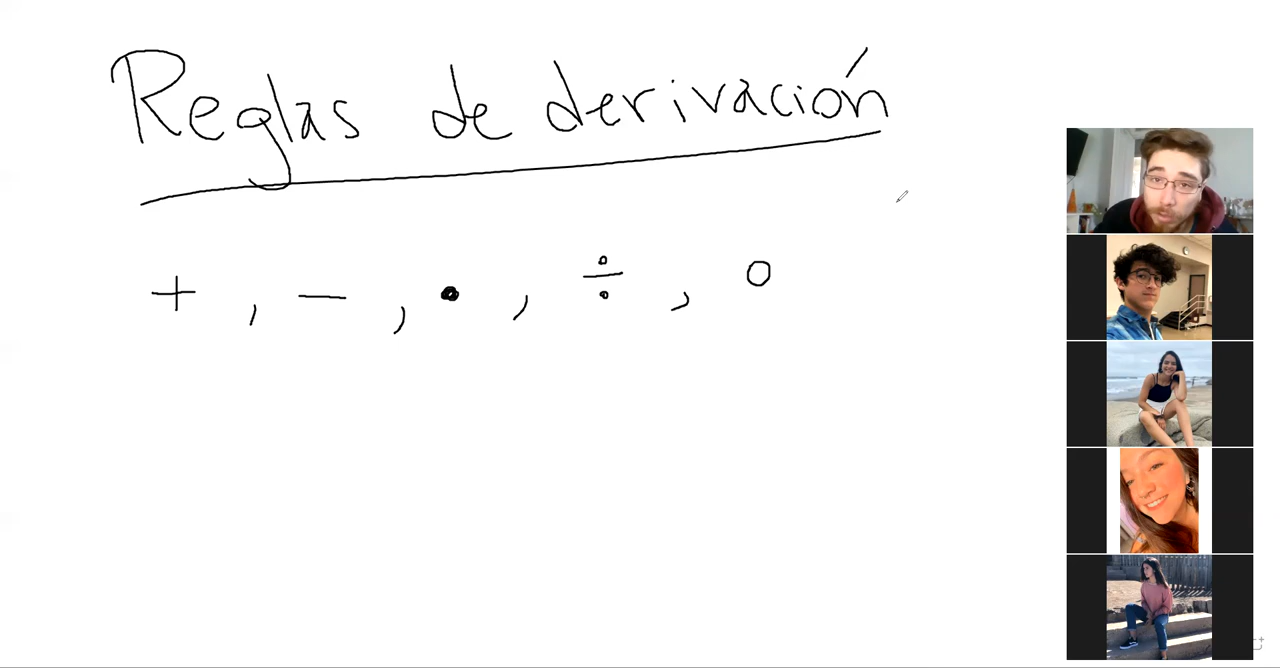 Reglas de derivación
+ , − , • , ÷ , o